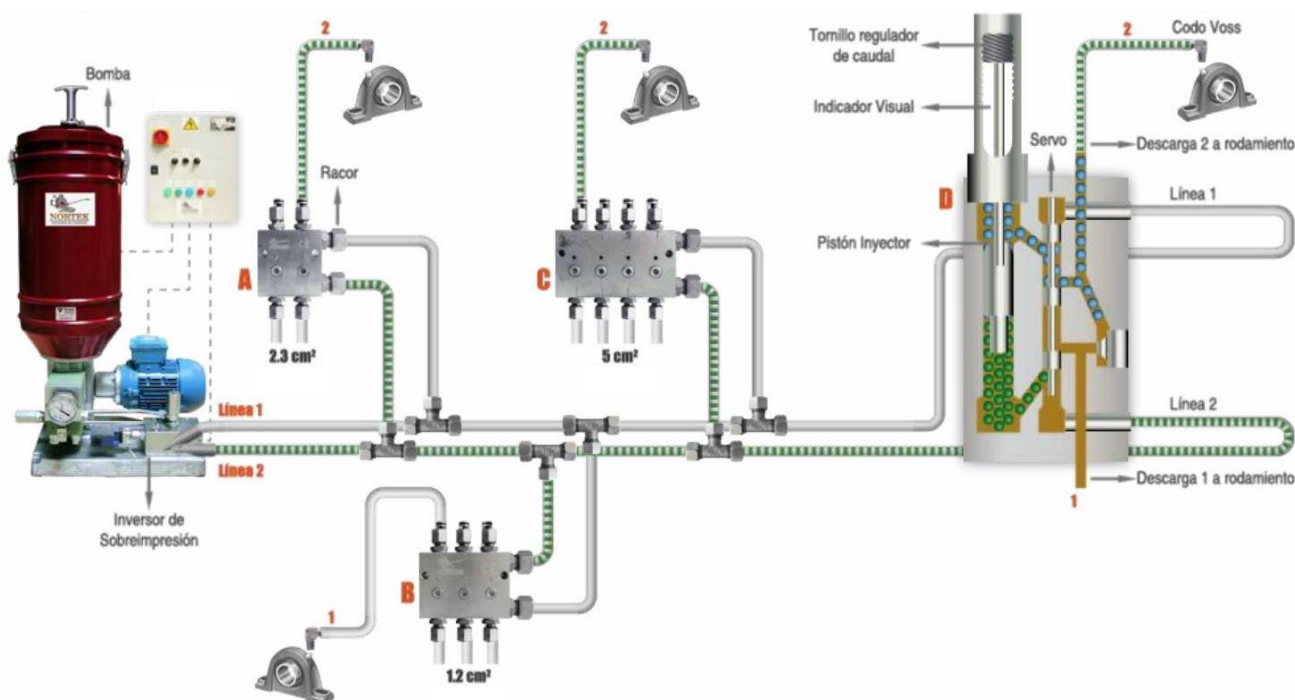 Bomba
NORTEK
Línea 1
Línea 2
Inversor de
Sobreimpresión
2
Racor
A
2.3 cm²
2
C
5 cm²
B
1
1.2 cm²
Tornillo regulador
de caudal
Indicador Visual
Servo
D
Pistón Inyector
2
Codo Voss
Descarga 2 a rodamiento
Línea 1
Línea 2
Descarga 1 a rodamiento
1